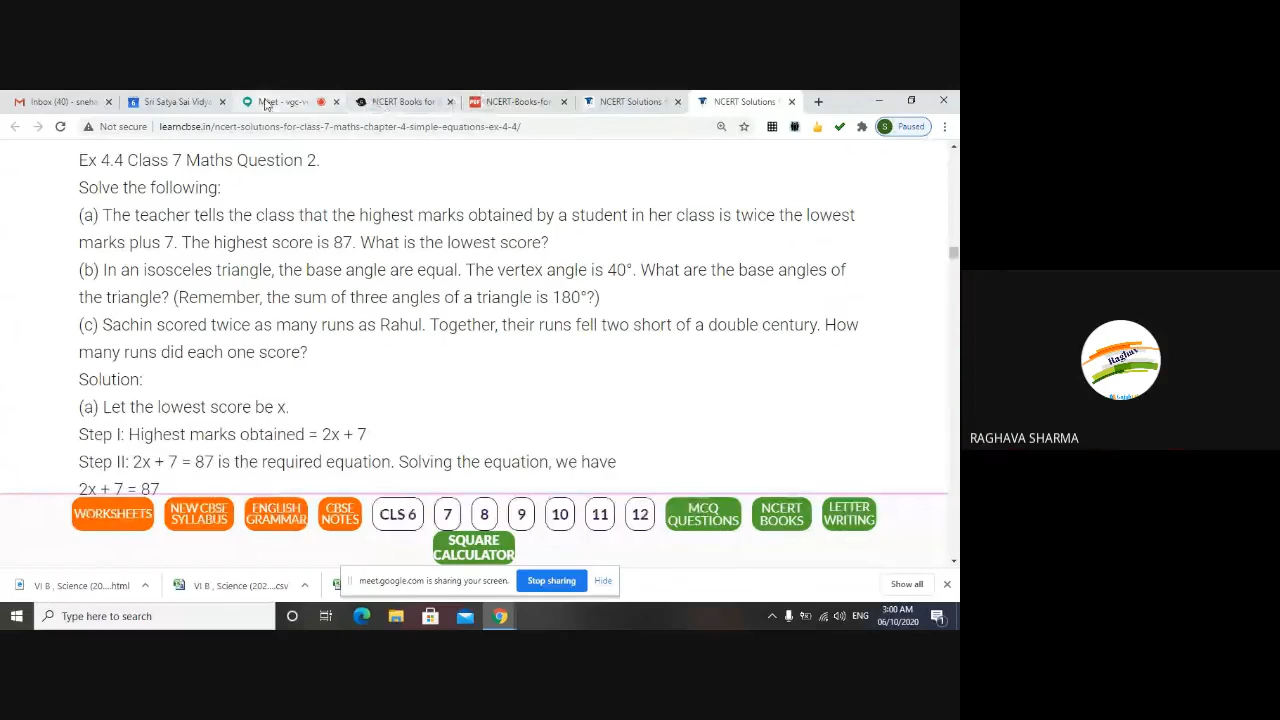 Inbox (40) - sneha
Sri Satya Sai Vidya
Meet - vgc-v
NCERT Books for
NCERT-Books-for
NCERT Solutions
NCERT Solutions
Not secure
learncbse.in/ncert-solutions-for-class-7-maths-chapter-4-simple-equations-ex-4-4/
S Paused
Ex 4.4 Class 7 Maths Question 2.
Solve the following:
(a) The teacher tells the class that the highest marks obtained by a student in her class is twice the lowest
marks plus 7. The highest score is 87. What is the lowest score?
(b) In an isosceles triangle, the base angle are equal. The vertex angle is 40°. What are the base angles of
the triangle? (Remember, the sum of three angles of a triangle is 180°?)
(c) Sachin scored twice as many runs as Rahul. Together, their runs fell two short of a double century. How
many runs did each one score?
Solution:
(a) Let the lowest score be x.
Step I: Highest marks obtained = 2x + 7
Step II: 2x + 7 = 87 is the required equation. Solving the equation, we have
2x + 7 = 87
WORKSHEETS
NEW CBSE
SYLLABUS
ENGLISH
GRAMMAR
CBSE
NOTES
CLS 6
7
8
9
10
11
12
MCQ
QUESTIONS
NCERT
BOOKS
LETTER
WRITING
SQUARE
CALCULATOR
VI B , Science (20....html
VI B , Science (202....csv
meet.google.com is sharing your screen.
Stop sharing
Hide
Show all
Type here to search
ENG
3:00 AM
06/10/2020
Raghav
RAGHAVA SHARMA